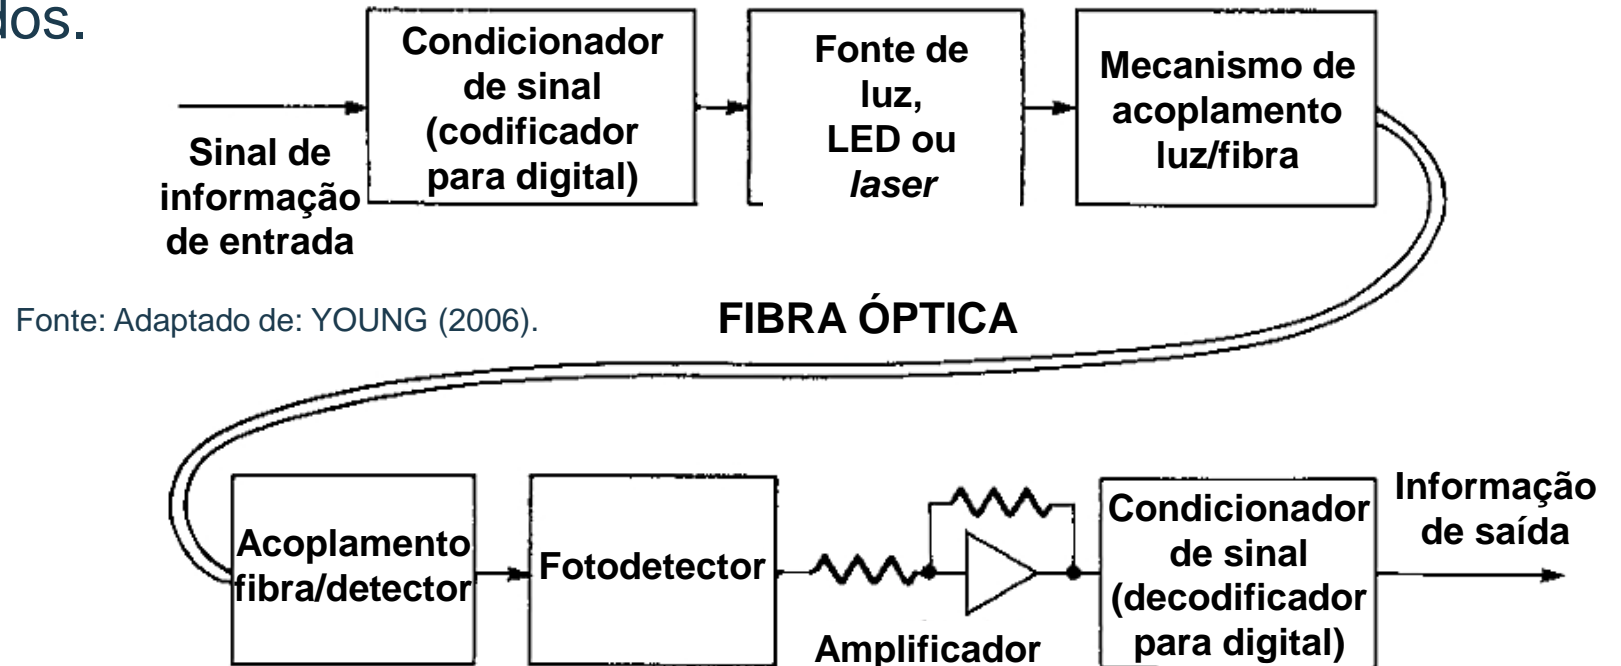 dos.
Condicionador
de sinal
(codificador
para digital)
Fonte de
luz,
LED ou
laser
Mecanismo de
acoplamento
luz/fibra
Sinal de
informação
de entrada
Fonte: Adaptado de: YOUNG (2006).
FIBRA ÓPTICA
Acoplamento
fibra/detector
Fotodetector
Amplificador
Condicionador
de sinal
(decodificador
para digital)
Informação
de saída